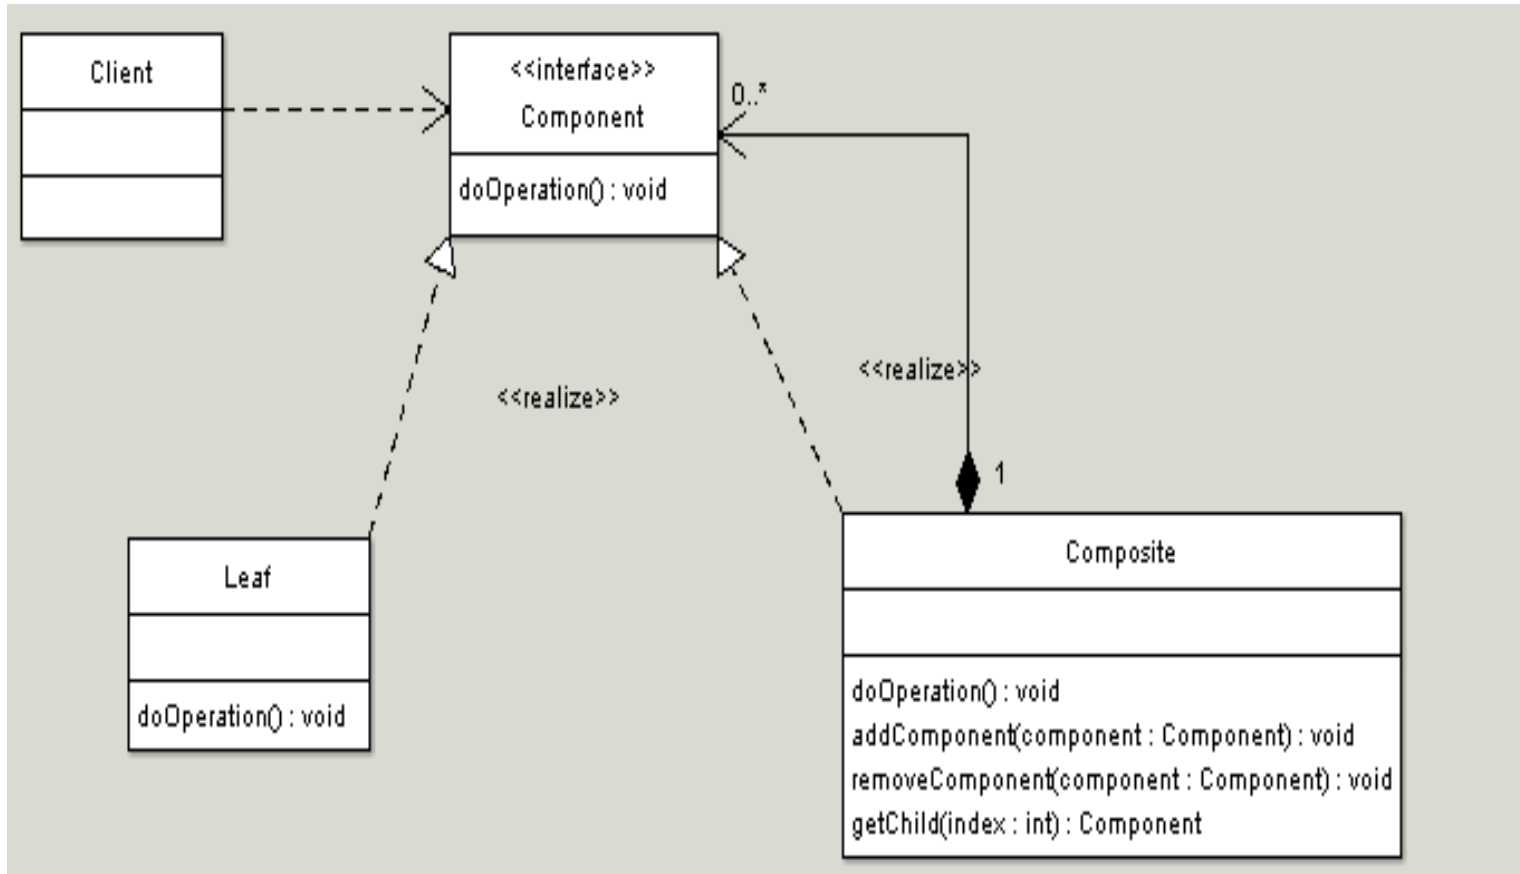 Client
<<interface>>
Component
doOperation() : void
0..*
<<realize>>
<<realize>>
1
Leaf
doOperation() : void
Composite
doOperation() : void
addComponent(component : Component) : void
removeComponent(component : Component) : void
getChild(index : int) : Component